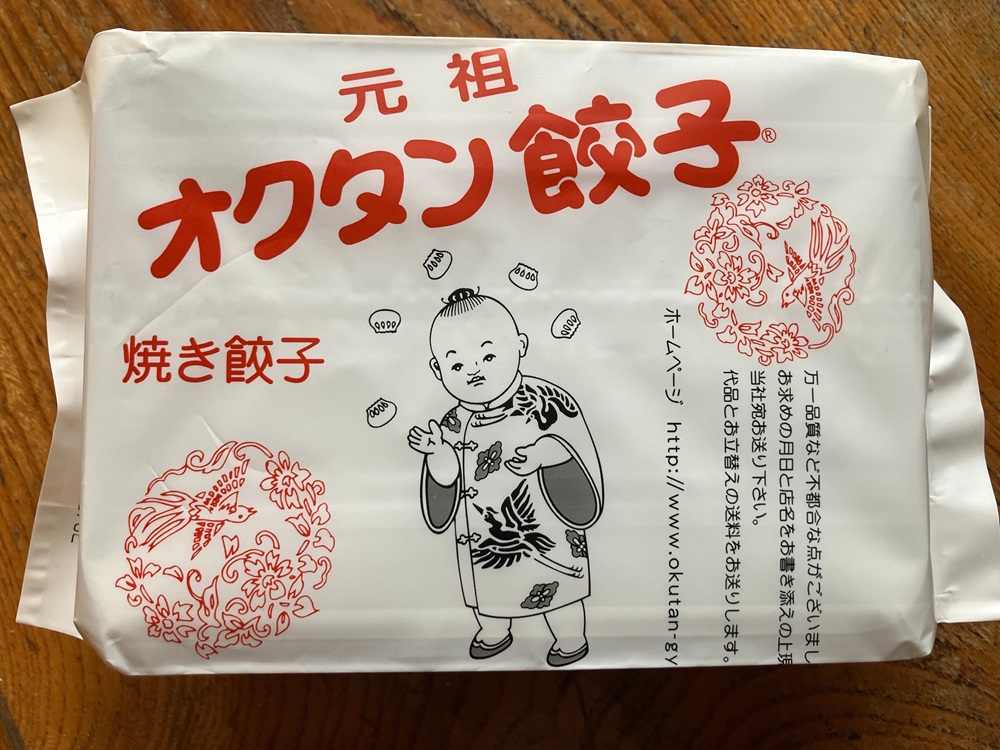 元祖
オクタン餃子®
焼き餃子
万一品質など不都合な点がございまし
お求めの月日と店名をお書き添えの上現
当社宛お送り下さい。
代品とお立替えの送料をお送りします。
ホームページ http://www.okutan-gy